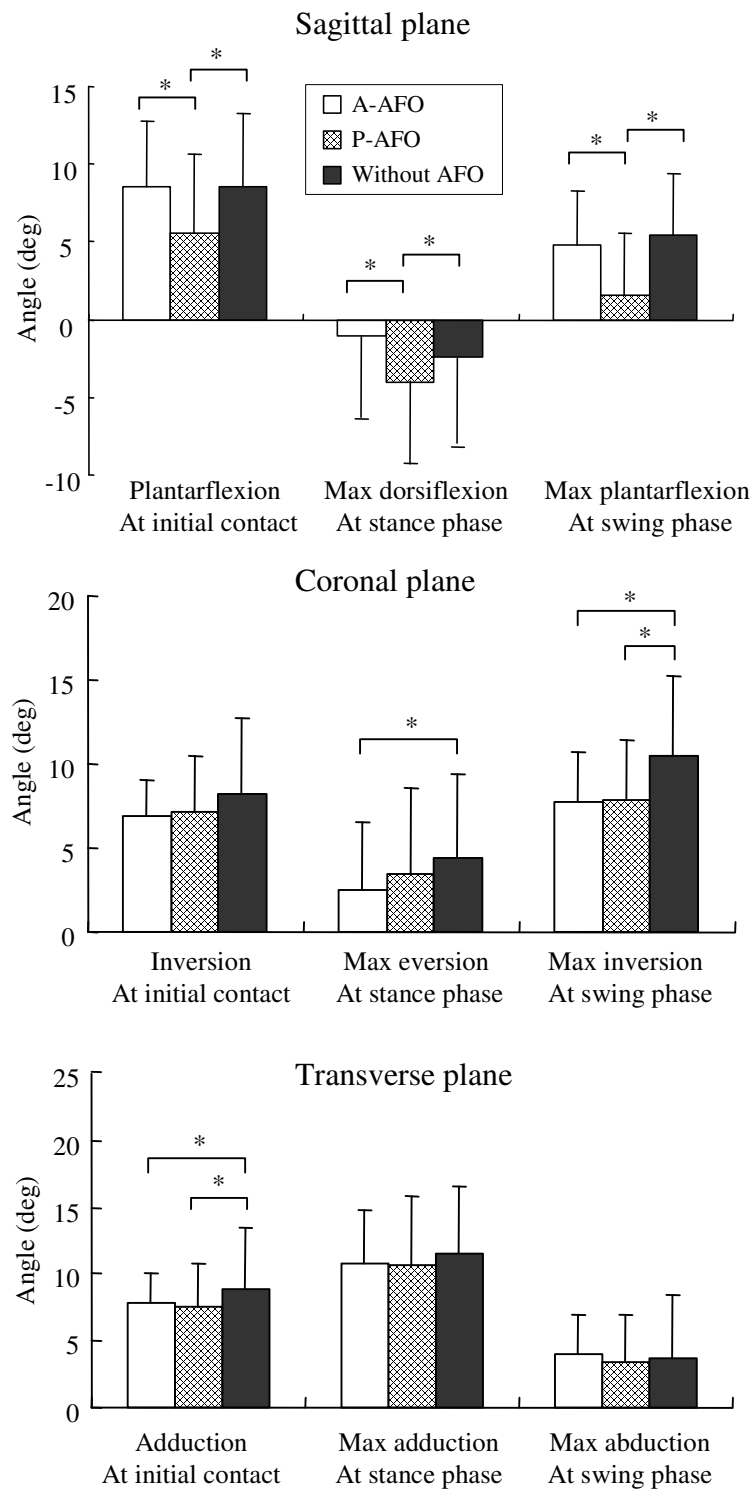 Sagittal plane
* *
15
10
5
0
-5
-10
Angle (deg)
A-AFO
P-AFO
Without AFO
* *
* *
Plantarflexion Max dorsiflexion Max plantarflexion
At initial contact At stance phase At swing phase
Coronal plane
20
15
10
5
0
Angle (deg)
*
*
*
Inversion Max eversion Max inversion
At initial contact At stance phase At swing phase
Transverse plane
25
20
15
10
5
0
Angle (deg)
*
*
Adduction Max adduction Max abduction
At initial contact At stance phase At swing phase